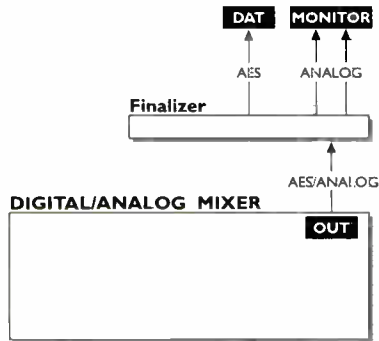 DAT MONITOR
AES ANALOG
Finalizer
AES/ANALOG
DIGITAL/ANALOG MIXER
OUT